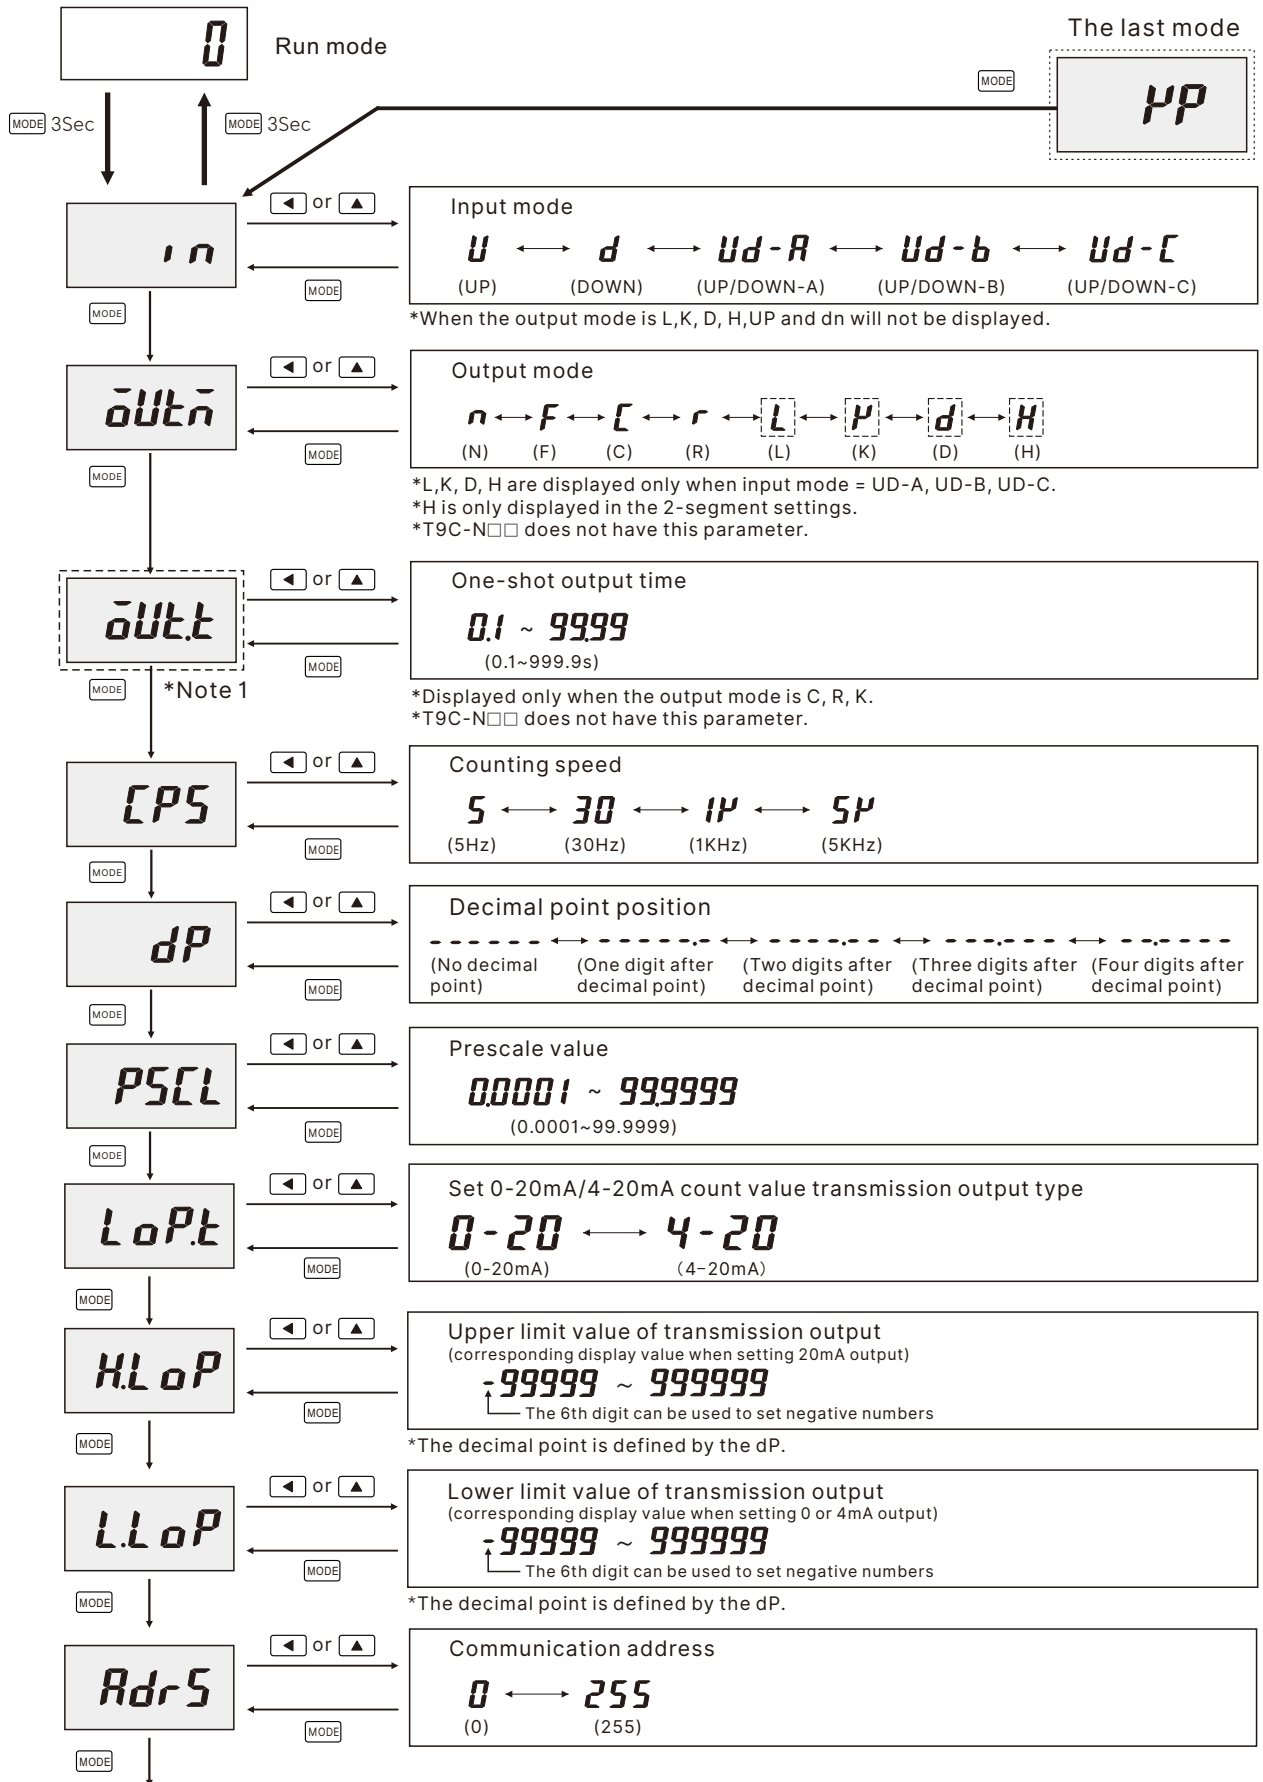 0
Run mode
The last mode
MODE
KP
MODE 3Sec
MODE 3Sec
in
or
Input mode
U d Ud-A Ud-b Ud-C
(UP) (DOWN) (UP/DOWN-A) (UP/DOWN-B) (UP/DOWN-C)
MODE
MODE
*When the output mode is L,K, D, H,UP and dn will not be displayed.
oUtn
or
Output mode
n F C r L K d H
(N) (F) (C) (R) (L) (K) (D) (H)
MODE
MODE
*L,K, D, H are displayed only when input mode = UD-A, UD-B, UD-C.
*H is only displayed in the 2-segment settings.
*T9C-N□□ does not have this parameter.
oUt.t
or
One-shot output time
0.1 ~ 99.99
(0.1~999.9s)
MODE
MODE
*Note 1
*Displayed only when the output mode is C, R, K.
*T9C-N□□ does not have this parameter.
CPS
or
Counting speed
5 30 1K 5K
(5Hz) (30Hz) (1KHz) (5KHz)
MODE
MODE
dP
or
Decimal point position
- - - - - - - - - - -.- - - - -.- - - - -.- - - - -.- - - -
(No decimal point) (One digit after decimal point) (Two digits after decimal point) (Three digits after decimal point) (Four digits after decimal point)
MODE
MODE
PSCL
or
Prescale value
0.0001 ~ 99.9999
(0.0001~99.9999)
MODE
MODE
LoP.t
or
Set 0-20mA/4-20mA count value transmission output type
0-20 4-20
(0-20mA) (4-20mA)
MODE
MODE
H.LoP
or
Upper limit value of transmission output
(corresponding display value when setting 20mA output)
-99999 ~ 999999
The 6th digit can be used to set negative numbers
MODE
MODE
*The decimal point is defined by the dP.
L.LoP
or
Lower limit value of transmission output
(corresponding display value when setting 0 or 4mA output)
-99999 ~ 999999
The 6th digit can be used to set negative numbers
MODE
MODE
*The decimal point is defined by the dP.
AdrS
or
Communication address
0 255
(0) (255)
MODE
MODE